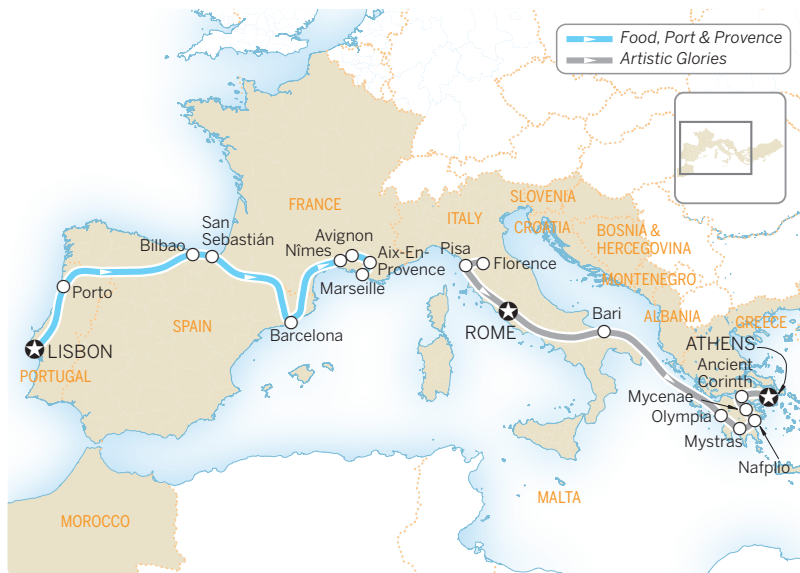 Food, Port & Provence
Artistic Glories
FRANCE
SLOVENIA
ITALY
CROATIA
BOSNIA &
HERCEGOVINA
San
Sebastián
Bilbao
Avignon
Nîmes
Aix-En-
Provence
Marseille
Pisa
Florence
MONTENEGRO
Porto
SPAIN
Barcelona
ROME
Bari
ALBANIA
GREECE
LISBON
PORTUGAL
ATHENS
Ancient
Corinth
Mycenae
Olympia
Mystras
Nafplio
MALTA
MOROCCO